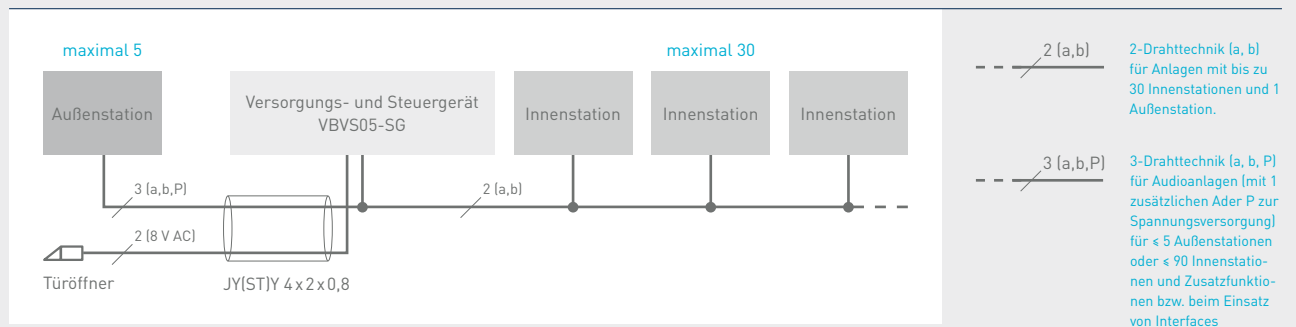 maximal 5
maximal 30
Außenstation
Versorgungs- und Steuergerät
VBVS05-SG
Innenstation
Innenstation
Innenstation
3 (a,b,P)
2 (a,b)
2 (8 V AC)
Türöffner
JY(ST)Y 4x2x0,8
2 (a,b)
2-Drahttechnik (a, b)
für Anlagen mit bis zu
30 Innenstationen und 1
Außenstation.
3 (a,b,P)
3-Drahttechnik (a, b, P)
für Audioanlagen (mit 1
zusätzlichen Ader P zur
Spannungsversorgung)
für ≤ 5 Außenstationen
oder ≤ 90 Innenstatio-
nen und Zusatzfunktio-
nen bzw. beim Einsatz
von Interfaces